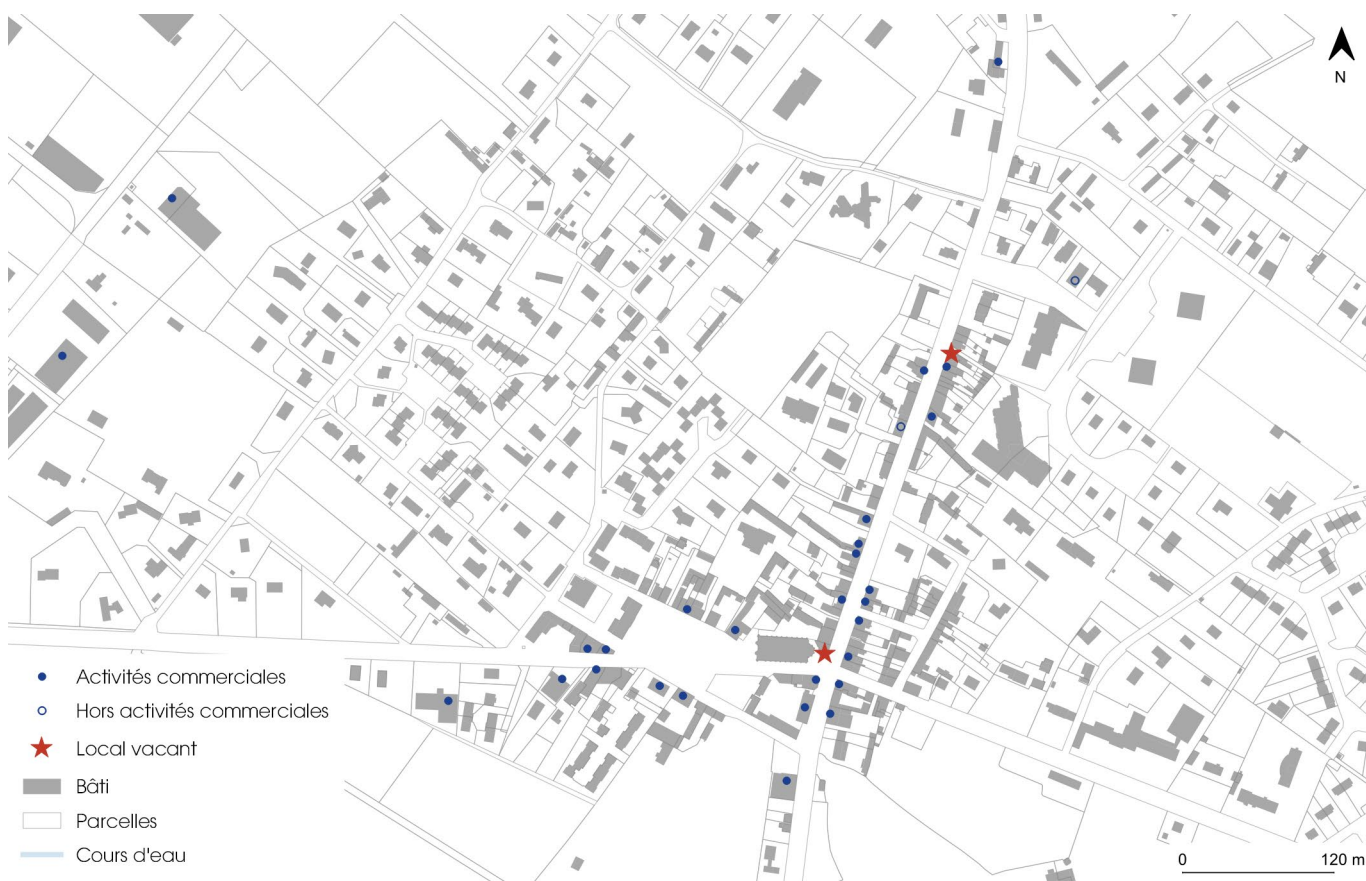 N
Activités commerciales
Hors activités commerciales
Local vacant
Bâti
Parcelles
Cours d'eau
0 120 m